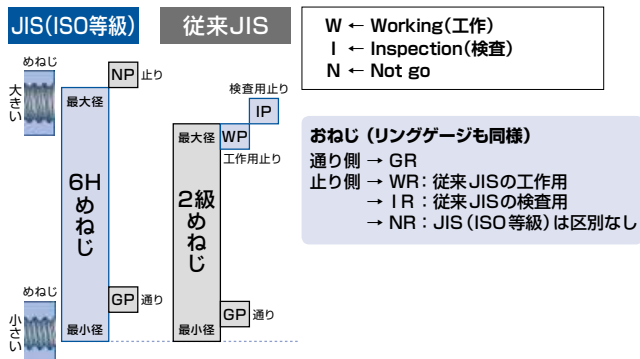 JIS(ISO等級)
従来JIS
W ← Working(工作)
I ← Inspection(検査)
N ← Not go
めねじ
大きい
NP 止り
最大径
6Hめねじ
GP 通り
最小径
めねじ
小さい
検査用止り
IP
最大径
WP
工作用止り
2級めねじ
GP 通り
最小径
おねじ(リングゲージも同様)
通り側 → GR
止り側 → WR:従来JISの工作用
→ IR:従来JISの検査用
→ NR:JIS(ISO等級)は区別なし